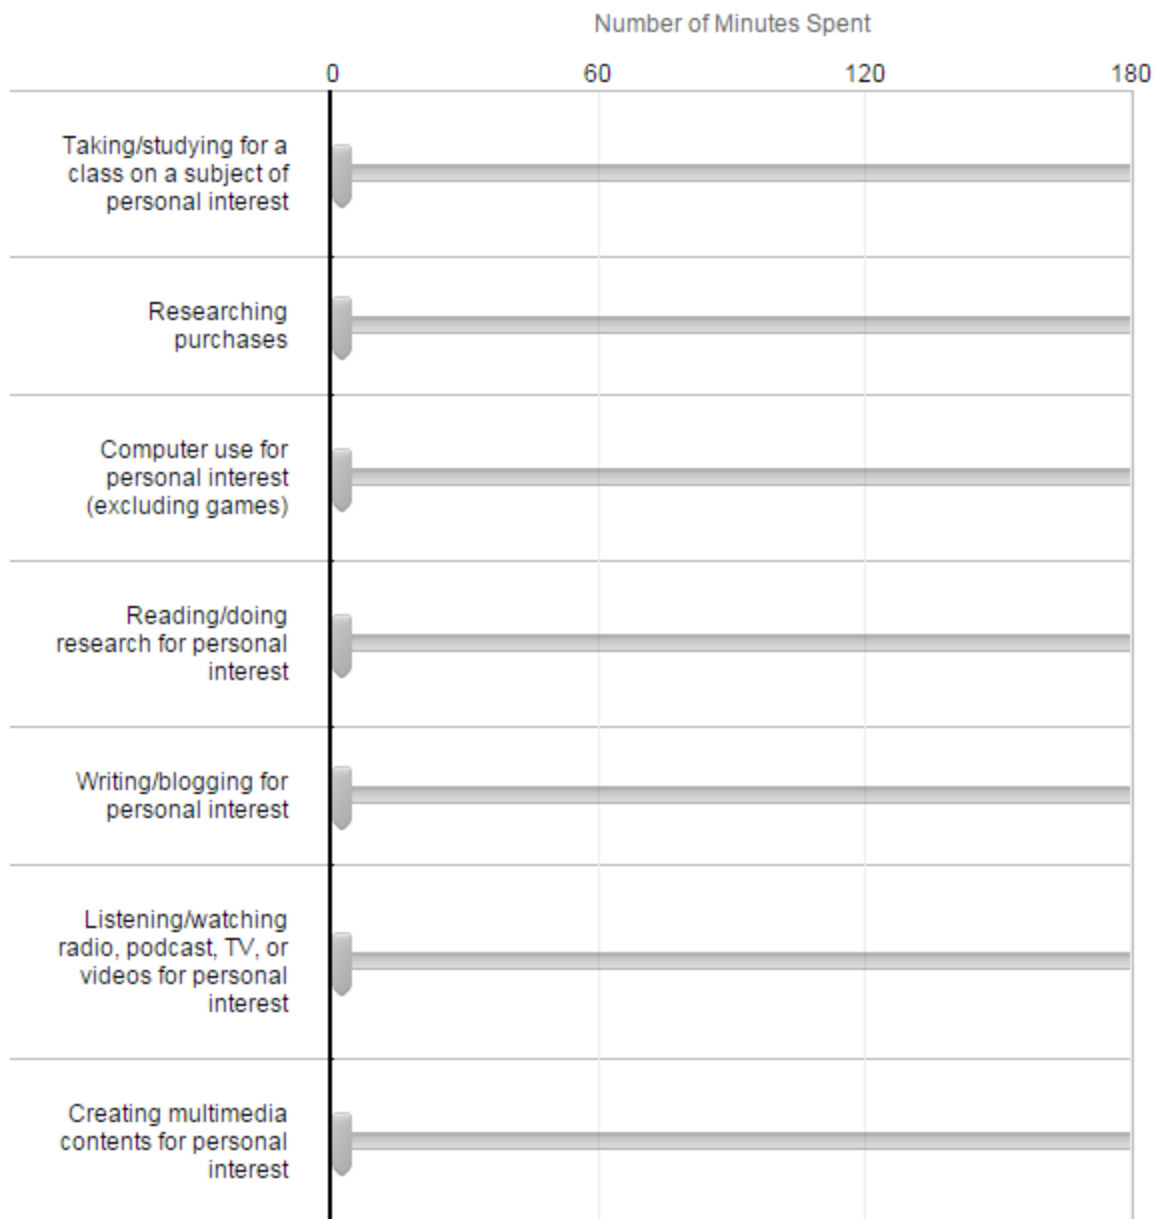 Number of Minutes Spent
0 60 120 180
Taking/studying for a
class on a subject of
personal interest
Researching
purchases
Computer use for
personal interest
(excluding games)
Reading/doing
research for personal
interest
Writing/blogging for
personal interest
Listening/watching
radio, podcast, TV, or
videos for personal
interest
Creating multimedia
contents for personal
interest